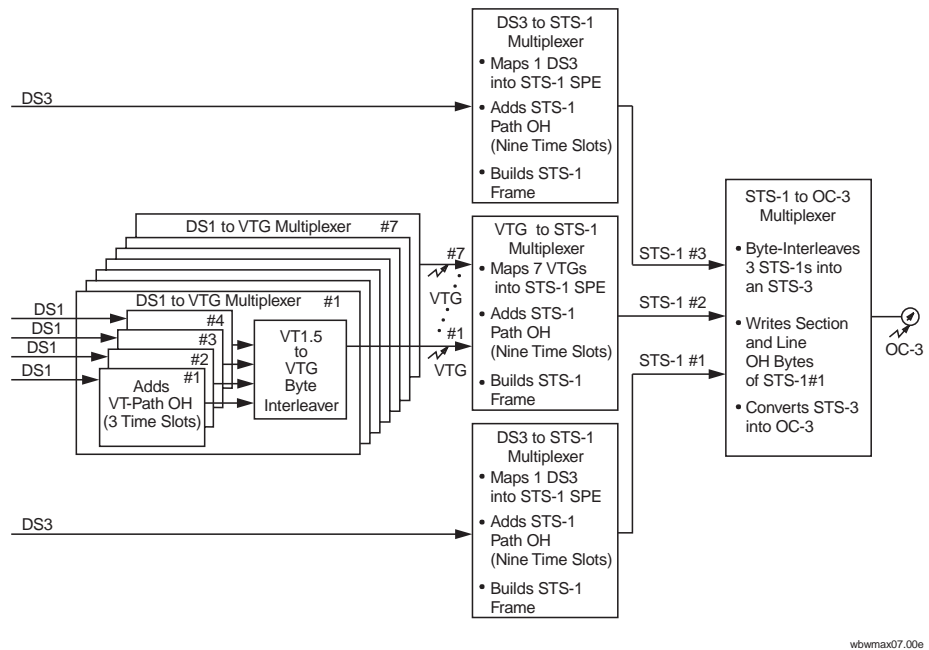 DS3 to STS-1
Multiplexer
• Maps 1 DS3
into STS-1 SPE
• Adds STS-1
Path OH
(Nine Time Slots)
• Builds STS-1
Frame
DS3
DS1 to VTG Multiplexer #7
DS1 to VTG Multiplexer #1
DS1
DS1
DS1
DS1
#4
#3
#2
#1
Adds
VT-Path OH
(3 Time Slots)
VT1.5
to
VTG
Byte
Interleaver
#7
VTG
#1
VTG
VTG to STS-1
Multiplexer
• Maps 7 VTGs
into STS-1 SPE
• Adds STS-1
Path OH
(Nine Time Slots)
• Builds STS-1
Frame
STS-1 #3
STS-1 #2
STS-1 #1
STS-1 to OC-3
Multiplexer
• Byte-Interleaves
3 STS-1s into
an STS-3
• Writes Section
and Line
OH Bytes
of STS-1#1
• Converts STS-3
into OC-3
OC-3
DS3
DS3 to STS-1
Multiplexer
• Maps 1 DS3
into STS-1 SPE
• Adds STS-1
Path OH
(Nine Time Slots)
• Builds STS-1
Frame
wbwmax07.00e